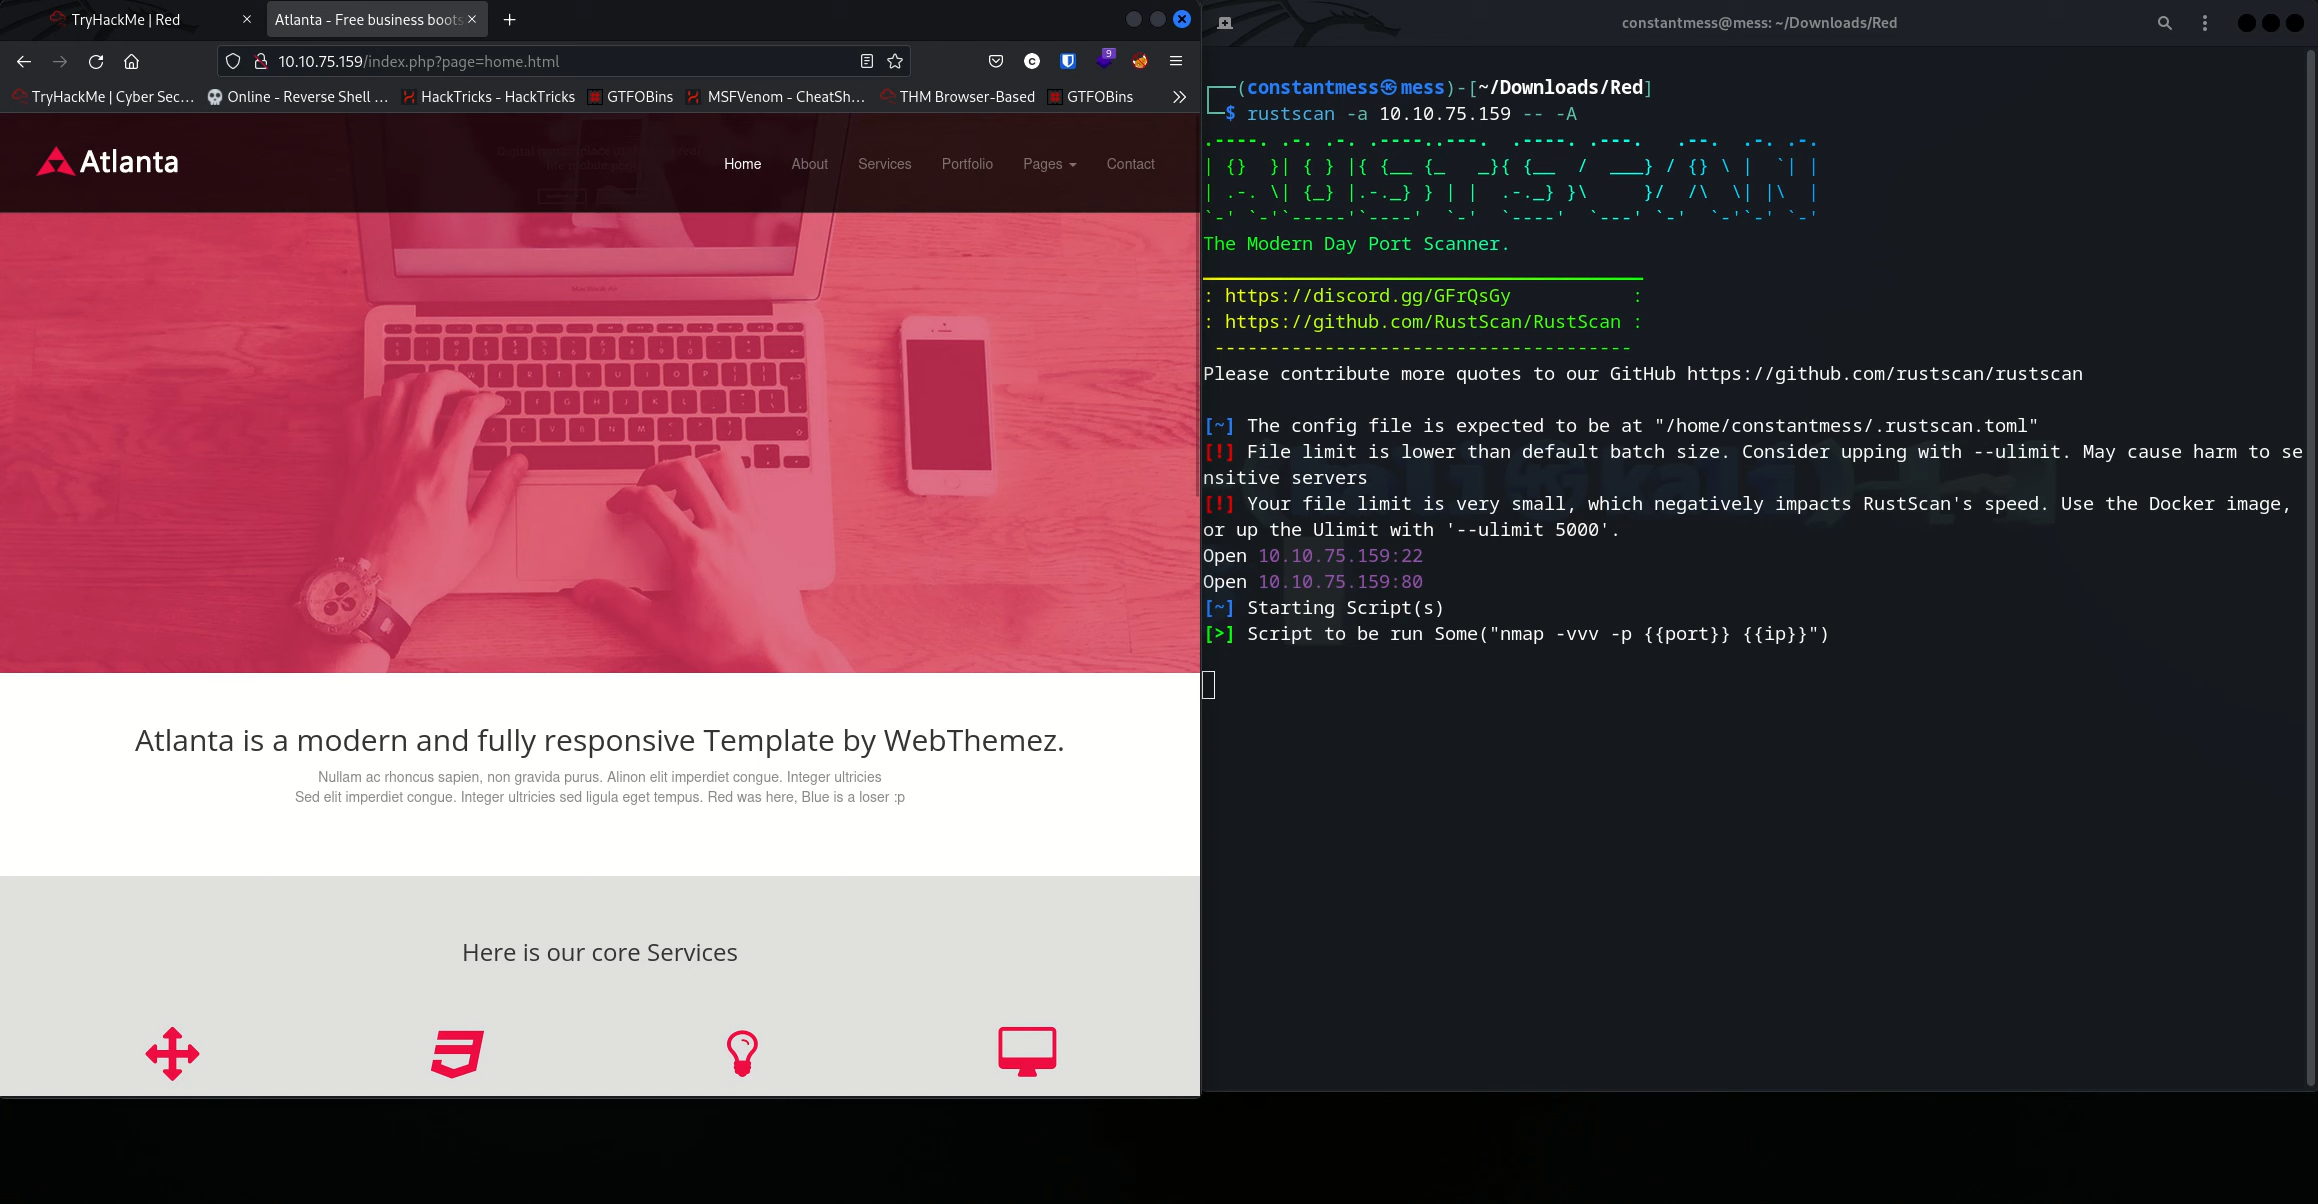 TryHackMe | Red
Atlanta - Free business boots
10.10.75.159/index.php?page=home.html
9
TryHackMe | Cyber Sec…
Online - Reverse Shell …
HackTricks - HackTricks
GTFOBins
MSFVenom - CheatSh…
THM Browser-Based
GTFOBins
Atlanta
Home
About
Services
Portfolio
Pages
Contact
MacBook Air
Atlanta is a modern and fully responsive Template by WebThemez.
Nullam ac rhoncus sapien, non gravida purus. Alinon elit imperdiet congue. Integer ultricies
Sed elit imperdiet congue. Integer ultricies sed ligula eget tempus. Red was here, Blue is a loser :p
Here is our core Services
constantmess@mess: ~/Downloads/Red
┌──(constantmess㉿mess)-[~/Downloads/Red]
└─$ rustscan -a 10.10.75.159 -- -A
The Modern Day Port Scanner.
: https://discord.gg/GFrQsGy           :
: https://github.com/RustScan/RustScan :
 --------------------------------------
Please contribute more quotes to our GitHub https://github.com/rustscan/rustscan
[~] The config file is expected to be at "/home/constantmess/.rustscan.toml"
[!] File limit is lower than default batch size. Consider upping with --ulimit. May cause harm to se
nsitive servers
[!] Your file limit is very small, which negatively impacts RustScan's speed. Use the Docker image,
or up the Ulimit with '--ulimit 5000'.
Open 10.10.75.159:22
Open 10.10.75.159:80
[~] Starting Script(s)
[>] Script to be run Some("nmap -vvv -p {{port}} {{ip}}")